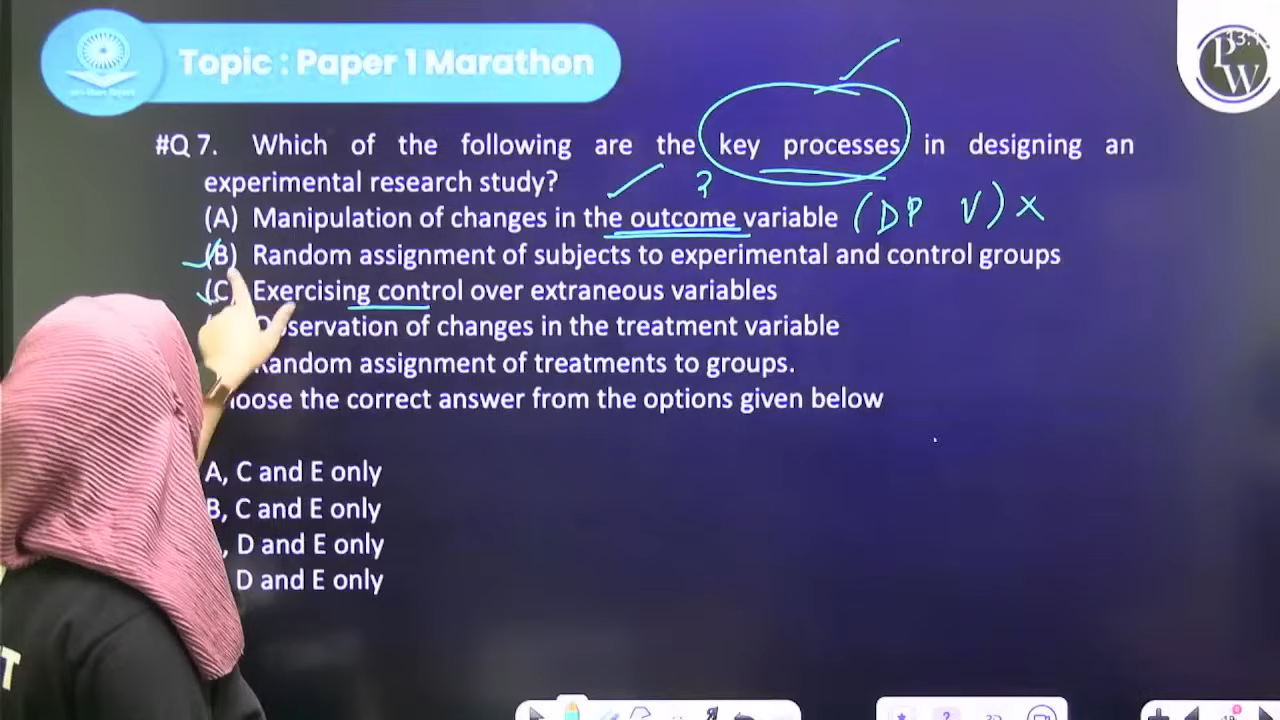 Topic : Paper 1 Marathon
PW
#Q 7. Which of the following are the key processes in designing an
experimental research study?
(A) Manipulation of changes in the outcome variable (DP V) ×
(B) Random assignment of subjects to experimental and control groups
(C) Exercising control over extraneous variables
servation of changes in the treatment variable
Random assignment of treatments to groups.
hoose the correct answer from the options given below
A, C and E only
B, C and E only
, D and E only
D and E only